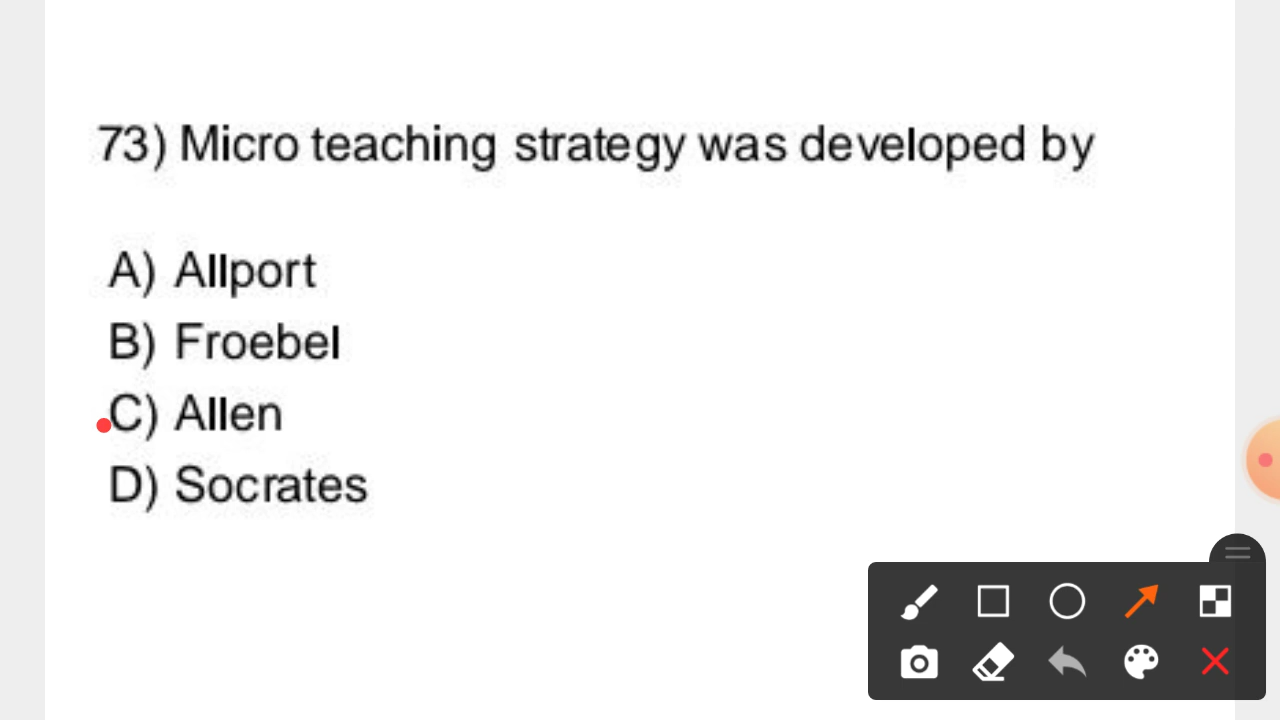 73) Micro teaching strategy was developed by
A) Allport
B) Froebel
C) Allen
D) Socrates